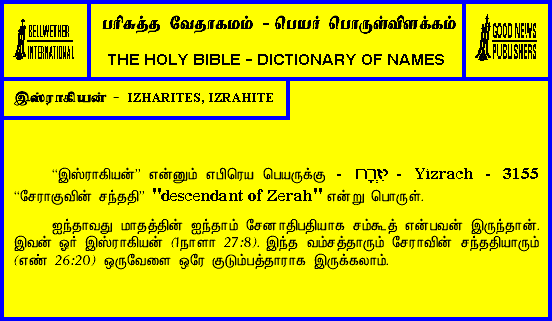 BELLWETHER
INTERNATIONAL
பரிசுத்த வேதாகமம் - பெயர் பொருள்விளக்கம்
THE HOLY BIBLE - DICTIONARY OF NAMES
GOOD NEWS
PUBLISHERS
இஸ்ராகியன் - IZHARITES, IZRAHITE
“இஸ்ராகியன்” என்னும் எபிரெய பெயருக்கு - - Yizrach - 3155
“சேராகுவின் சந்ததி” "descendant of Zerah" என்று பொருள்.
ஐந்தாவது மாதத்தின் ஐந்தாம் சேனாதிபதியாக சம்கூத் என்பவன் இருந்தான்.
இவன் ஓர் இஸ்ராகியன் (1நாளா 27:8). இந்த வம்சத்தாரும் சேராவின் சந்ததியாரும்
(எண் 26:20) ஒருவேளை ஒரே குடும்பத்தாராக இருக்கலாம்.